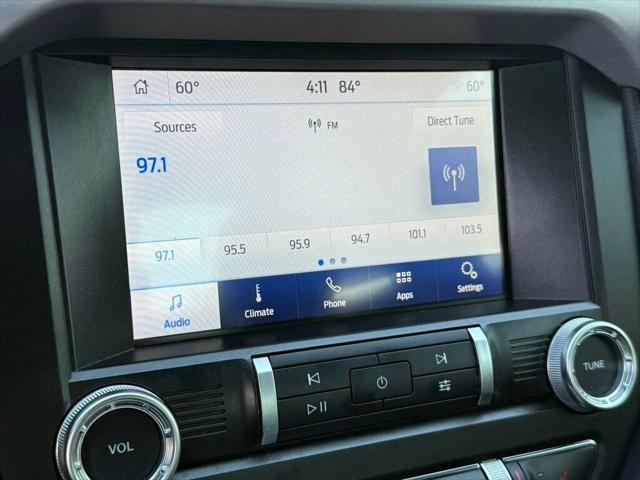 60° 4:11 84° 60°
Sources FM Direct Tune
97.1
97.1 95.5 95.9 94.7 101.1 103.5
Audio Climate Phone Apps Settings
VOL TUNE